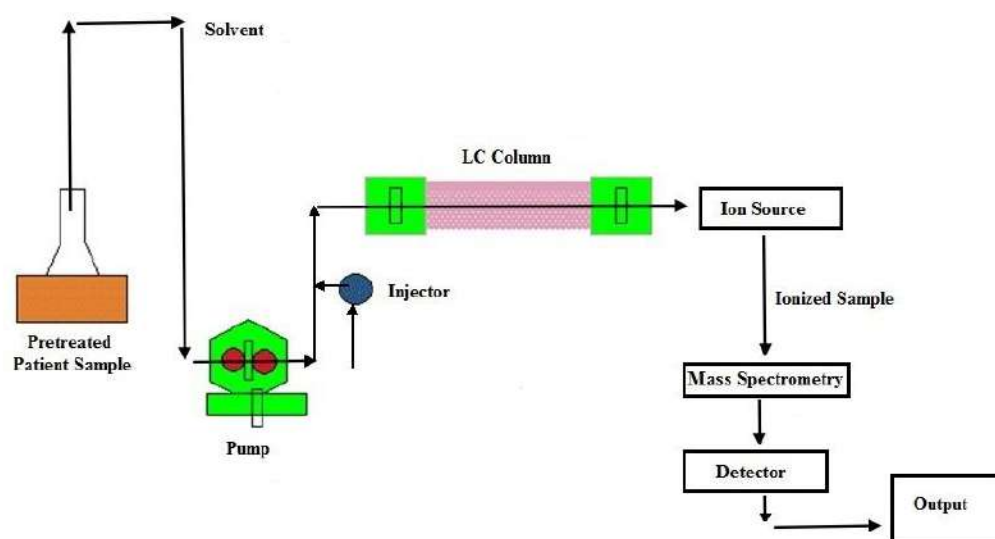 Solvent
LC Column
Ion Source
Injector
Ionized Sample
Pretreated
Patient Sample
Mass Spectrometry
Pump
Detector
Output